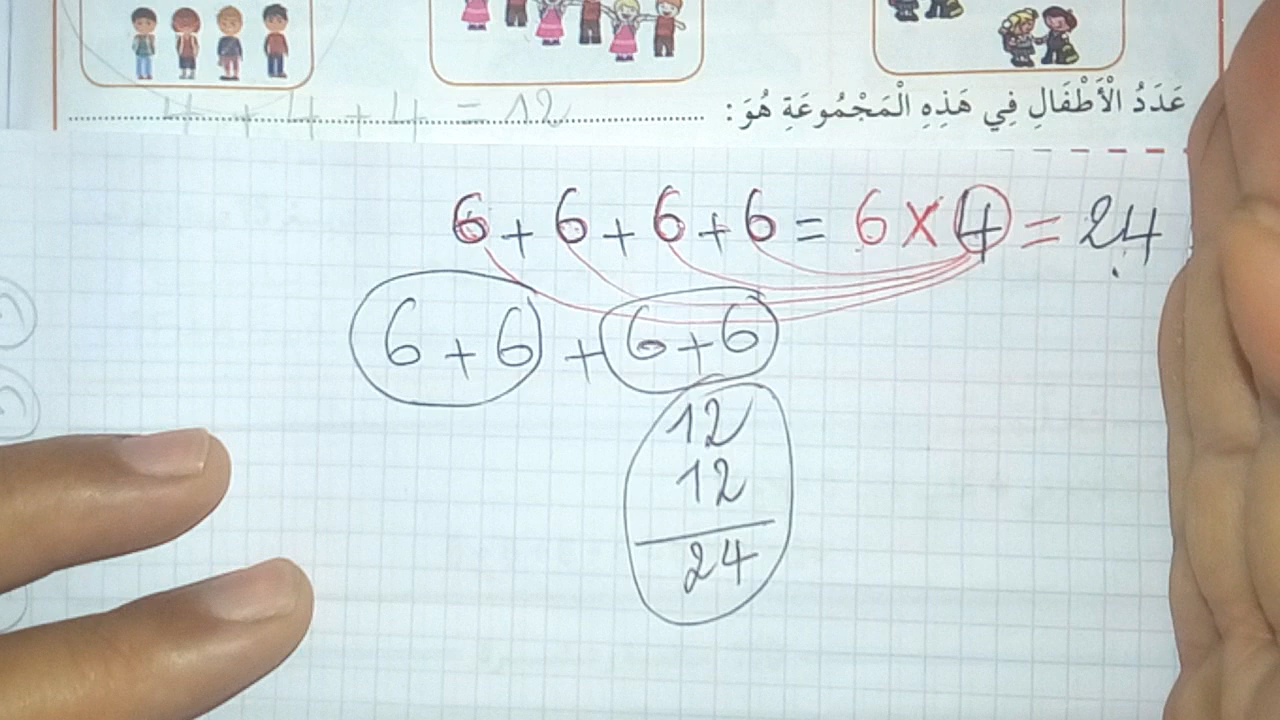 عَدَدُ الْأَطْفَالِ فِي هَذِهِ الْمَجْمُوعَةِ هُوَ :
4 + 4 + 4 = 12
6 + 6 + 6 + 6 = 6 × 4 = 24
6 + 6 + 6 + 6
12
12
24